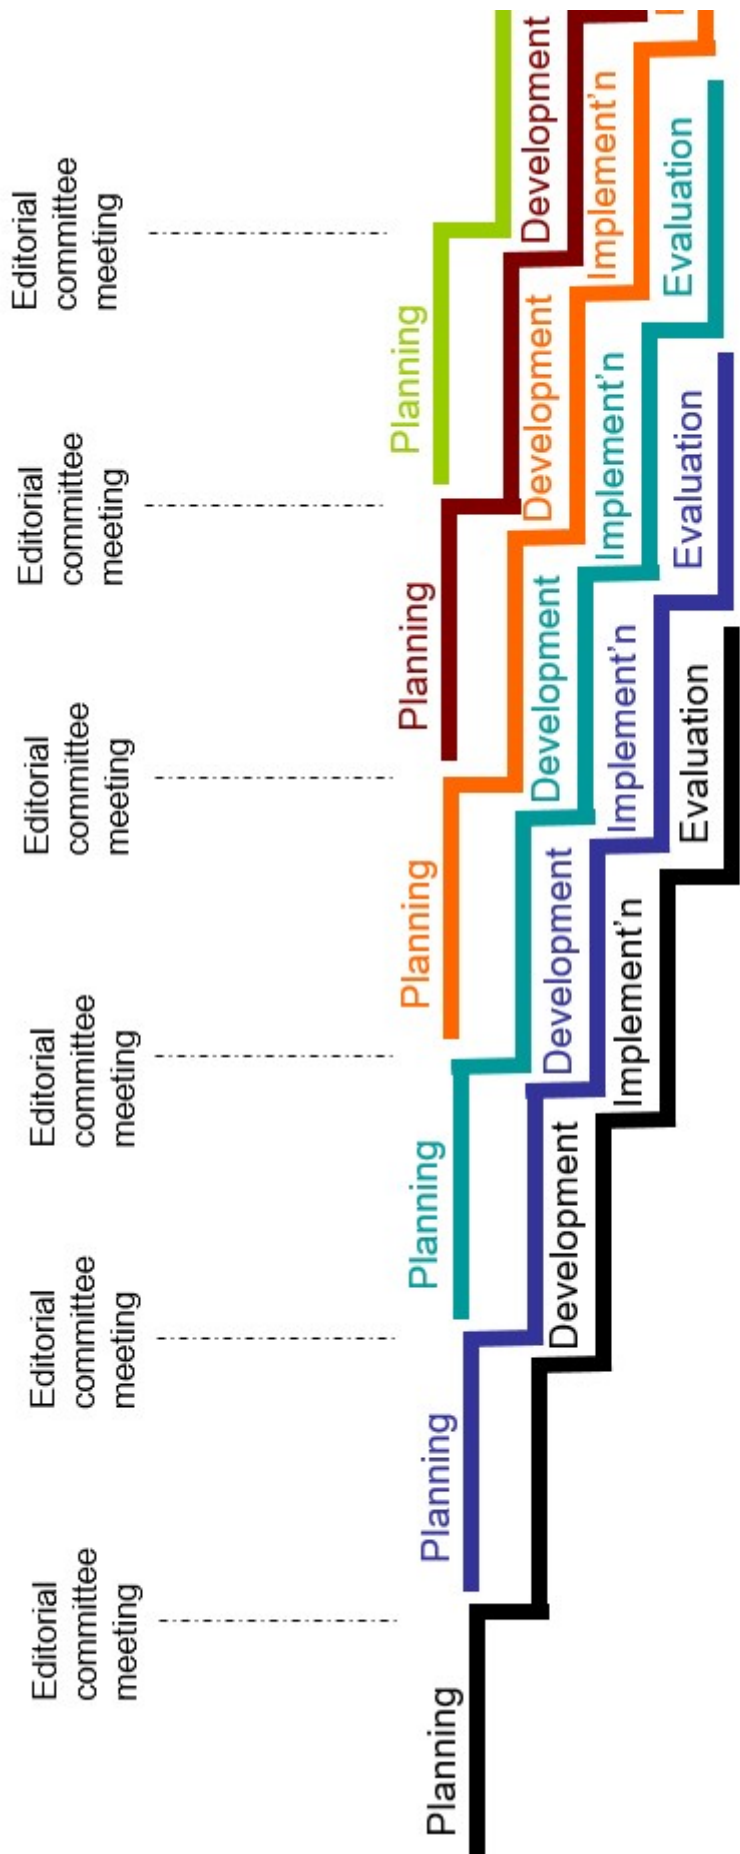 Editorial
committee
meeting
Editorial
committee
meeting
Editorial
committee
meeting
Editorial
committee
meeting
Editorial
committee
meeting
Editorial
committee
meeting
Planning
Development
Implement'n
Evaluation
Planning
Development
Implement'n
Evaluation
Planning
Development
Implement'n
Evaluation
Planning
Development
Implement'n
Planning
Development
Planning